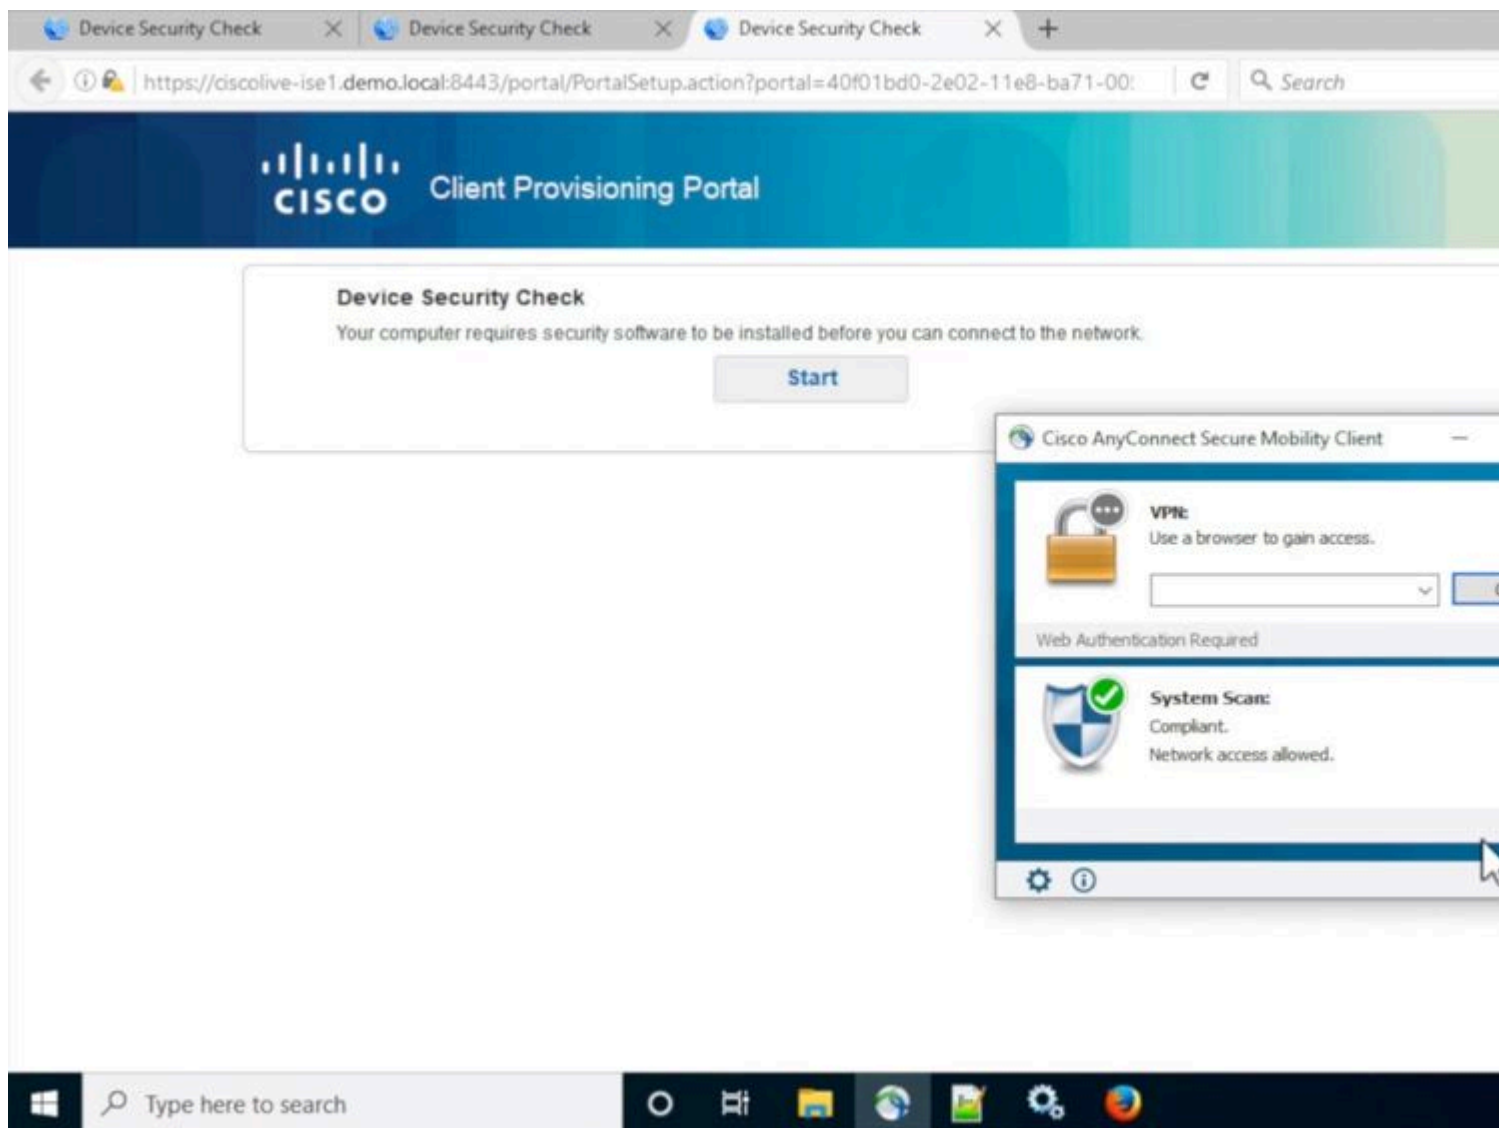 Device Security Check
Device Security Check
Device Security Check
https://ciscolive-ise1.demo.local:8443/portal/PortalSetup.action?portal=40f01bd0-2e02-11e8-ba71-00
Search
CISCO
Client Provisioning Portal
Device Security Check
Your computer requires security software to be installed before you can connect to the network.
Start
Cisco AnyConnect Secure Mobility Client
VPN:
Use a browser to gain access.
Web Authentication Required
System Scan:
Compliant.
Network access allowed.
Type here to search